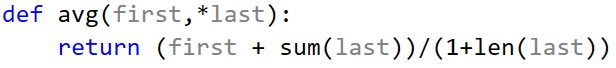 def avg(first,*last):
    return (first + sum(last))/(1+len(last))